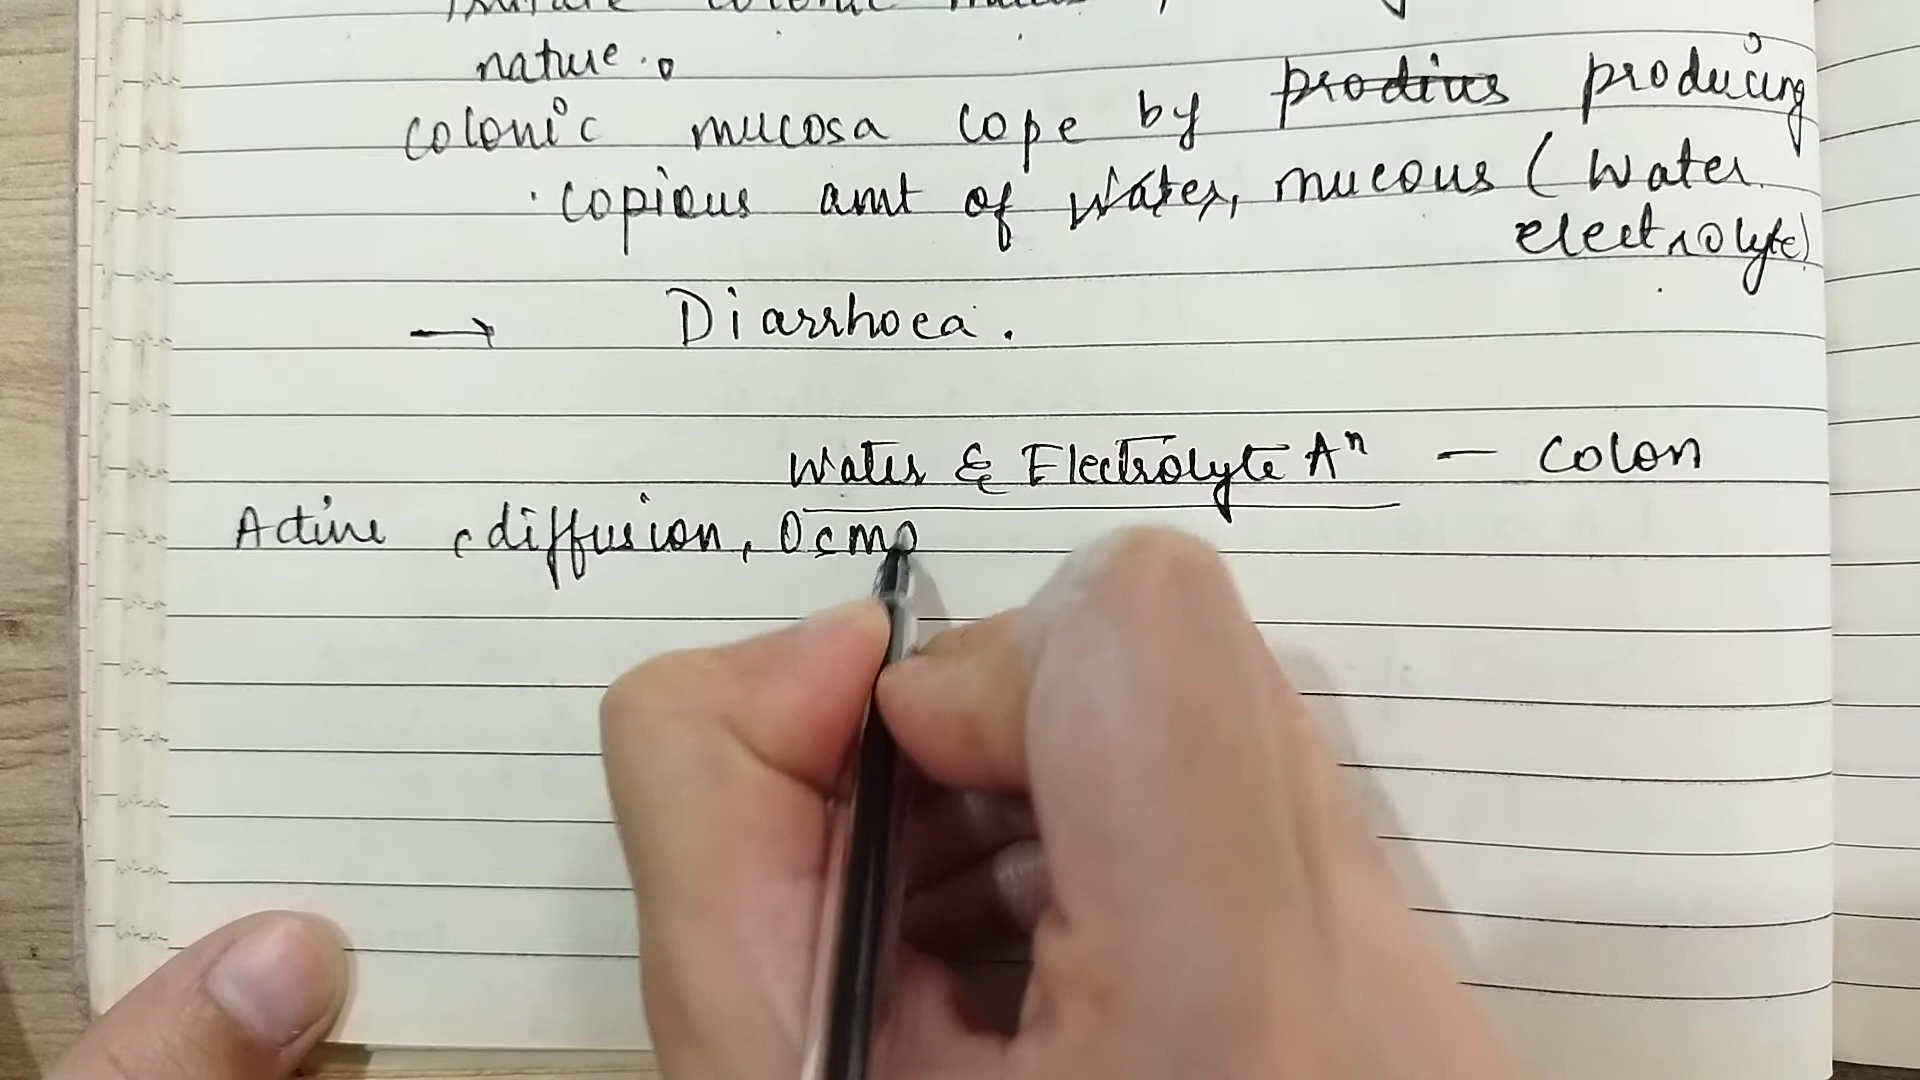 nature.
colonic mucosa cope by prodius producing
copious amt of water, mucous (water
electrolyte)
→ Diarrhoea.
Water & Electrolyte Aⁿ — Colon
Active diffusion, Osmo